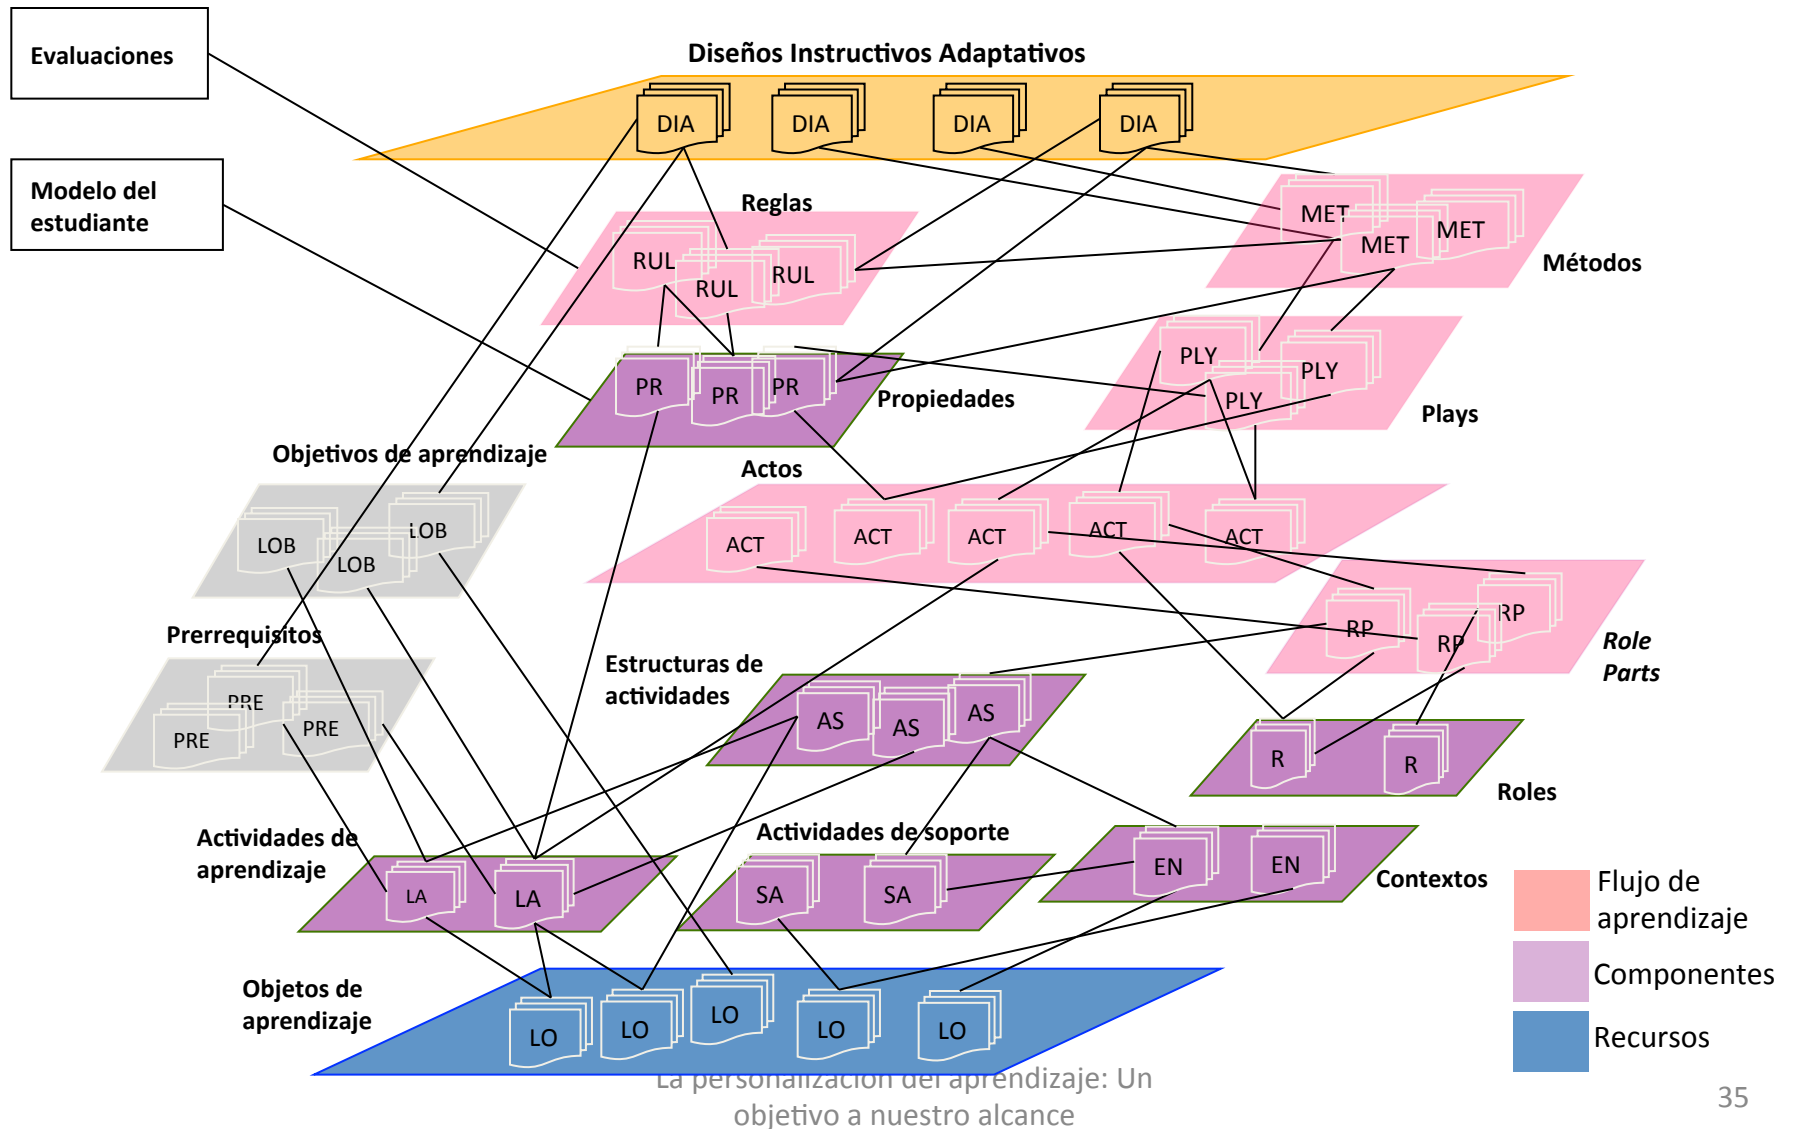 Evaluaciones
Diseños Instructivos Adaptativos
DIA
DIA
DIA
DIA
Modelo del
estudiante
Reglas
RUL
RUL
RUL
MET
MET
MET
Métodos
PR
PR
PR
Propiedades
PLY
PLY
PLY
Plays
Objetivos de aprendizaje
LOB
LOB
LOB
Actos
ACT
ACT
ACT
ACT
ACT
Prerrequisitos
PRE
PRE
PRE
RP
RP
RP
Role
Parts
Estructuras de
actividades
AS
AS
AS
R
R
Roles
Actividades de
aprendizaje
LA
LA
Actividades de soporte
SA
SA
EN
EN
Contextos
Objetos de
aprendizaje
LO
LO
LO
LO
LO
Flujo de
aprendizaje
Componentes
Recursos
La personalización del aprendizaje: Un
objetivo a nuestro alcance
35